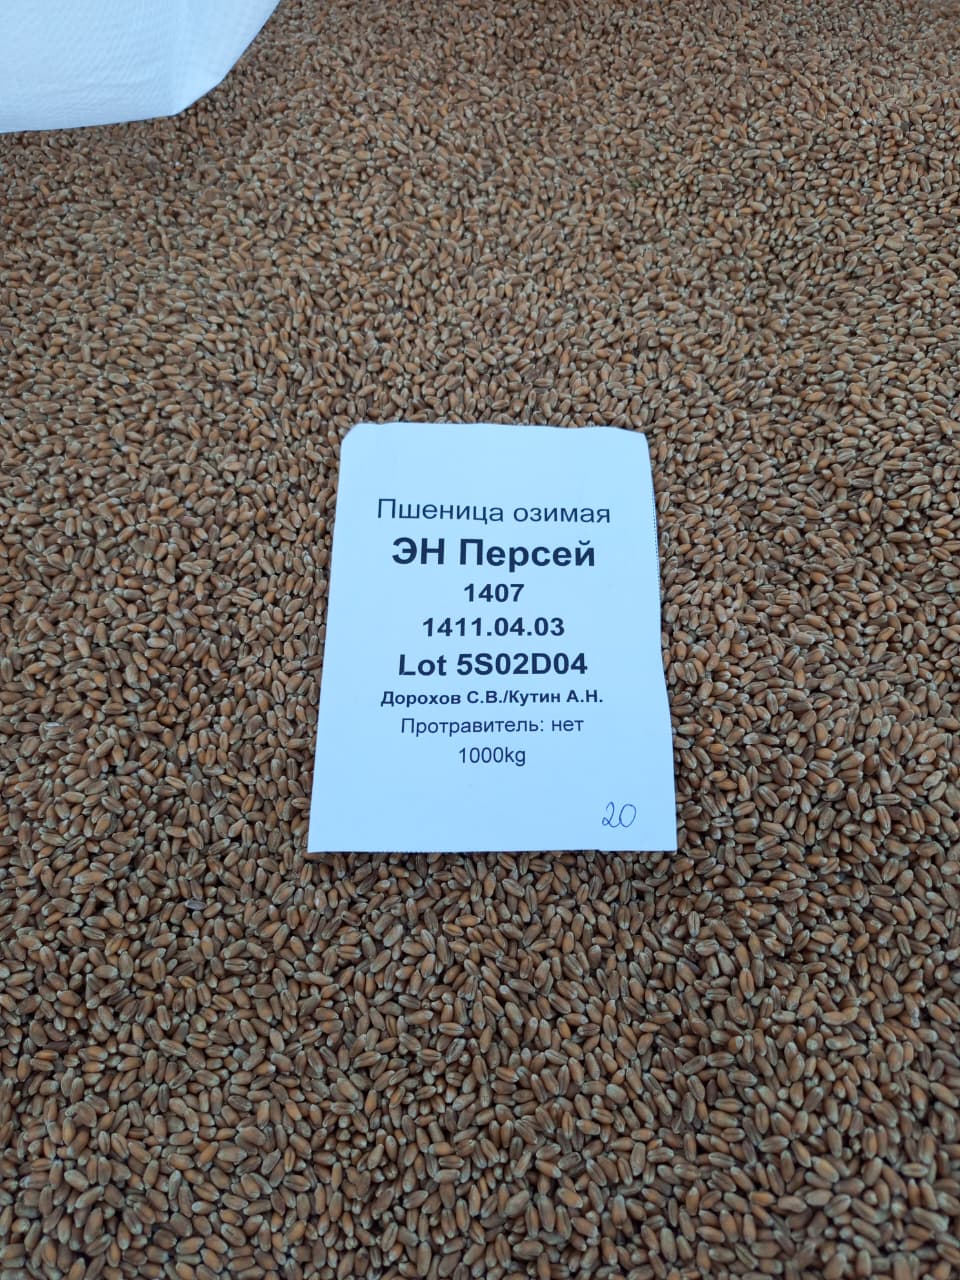 Пшеница озимая
ЭН Персей
1407
1411.04.03
Lot 5S02D04
Дорохов С.В./Кутин А.Н.
Протравитель: нет
1000kg
20